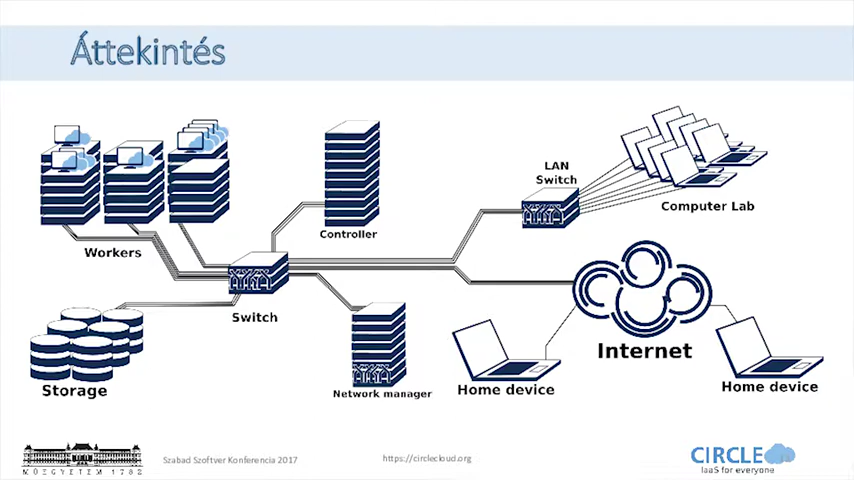 Áttekintés
LAN
Switch
Computer Lab
Controller
Workers
Switch
Internet
Storage
Network manager
Home device
Home device
MŰEGYETEM 1782
Szabad Szoftver Konferencia 2017
https://circlecloud.org
CIRCLE
IaaS for everyone